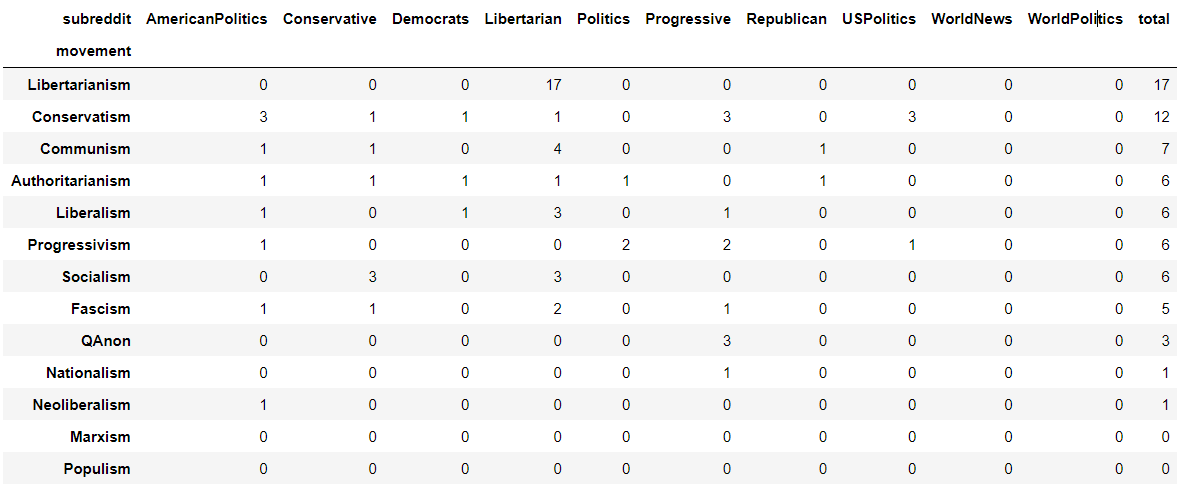 subreddit AmericanPolitics Conservative Democrats Libertarian Politics Progressive Republican USPolitics WorldNews WorldPolitics total
movement
Libertarianism 0 0 0 17 0 0 0 0 0 0 17
Conservatism 3 1 1 1 0 3 0 3 0 0 12
Communism 1 1 0 4 0 0 1 0 0 0 7
Authoritarianism 1 1 1 1 1 0 1 0 0 0 6
Liberalism 1 0 1 3 0 1 0 0 0 0 6
Progressivism 1 0 0 0 2 2 0 1 0 0 6
Socialism 0 3 0 3 0 0 0 0 0 0 6
Fascism 1 1 0 2 0 1 0 0 0 0 5
QAnon 0 0 0 0 0 3 0 0 0 0 3
Nationalism 0 0 0 0 0 1 0 0 0 0 1
Neoliberalism 1 0 0 0 0 0 0 0 0 0 1
Marxism 0 0 0 0 0 0 0 0 0 0 0
Populism 0 0 0 0 0 0 0 0 0 0 0